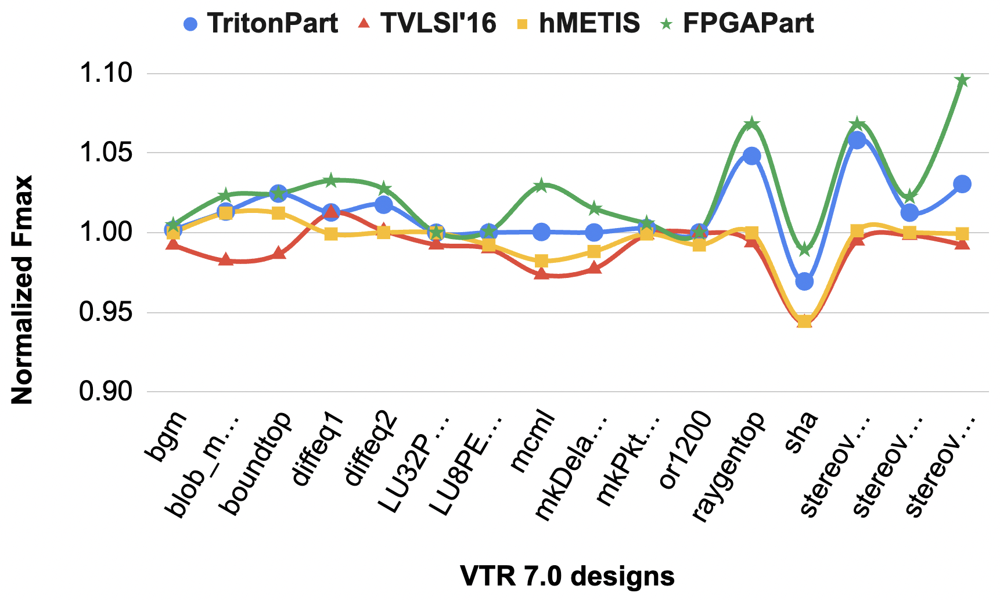 TritonPart TVLSI'16 hMETIS FPGAPart
1.10
1.05
1.00
0.95
0.90
Normalized Fmax
bgm
blob_m…
boundtop
diffeq1
diffeq2
LU32P…
LU8PE…
mcml
mkDela…
mkPkt…
or1200
raygentop
sha
stereov…
stereov…
stereov…
VTR 7.0 designs